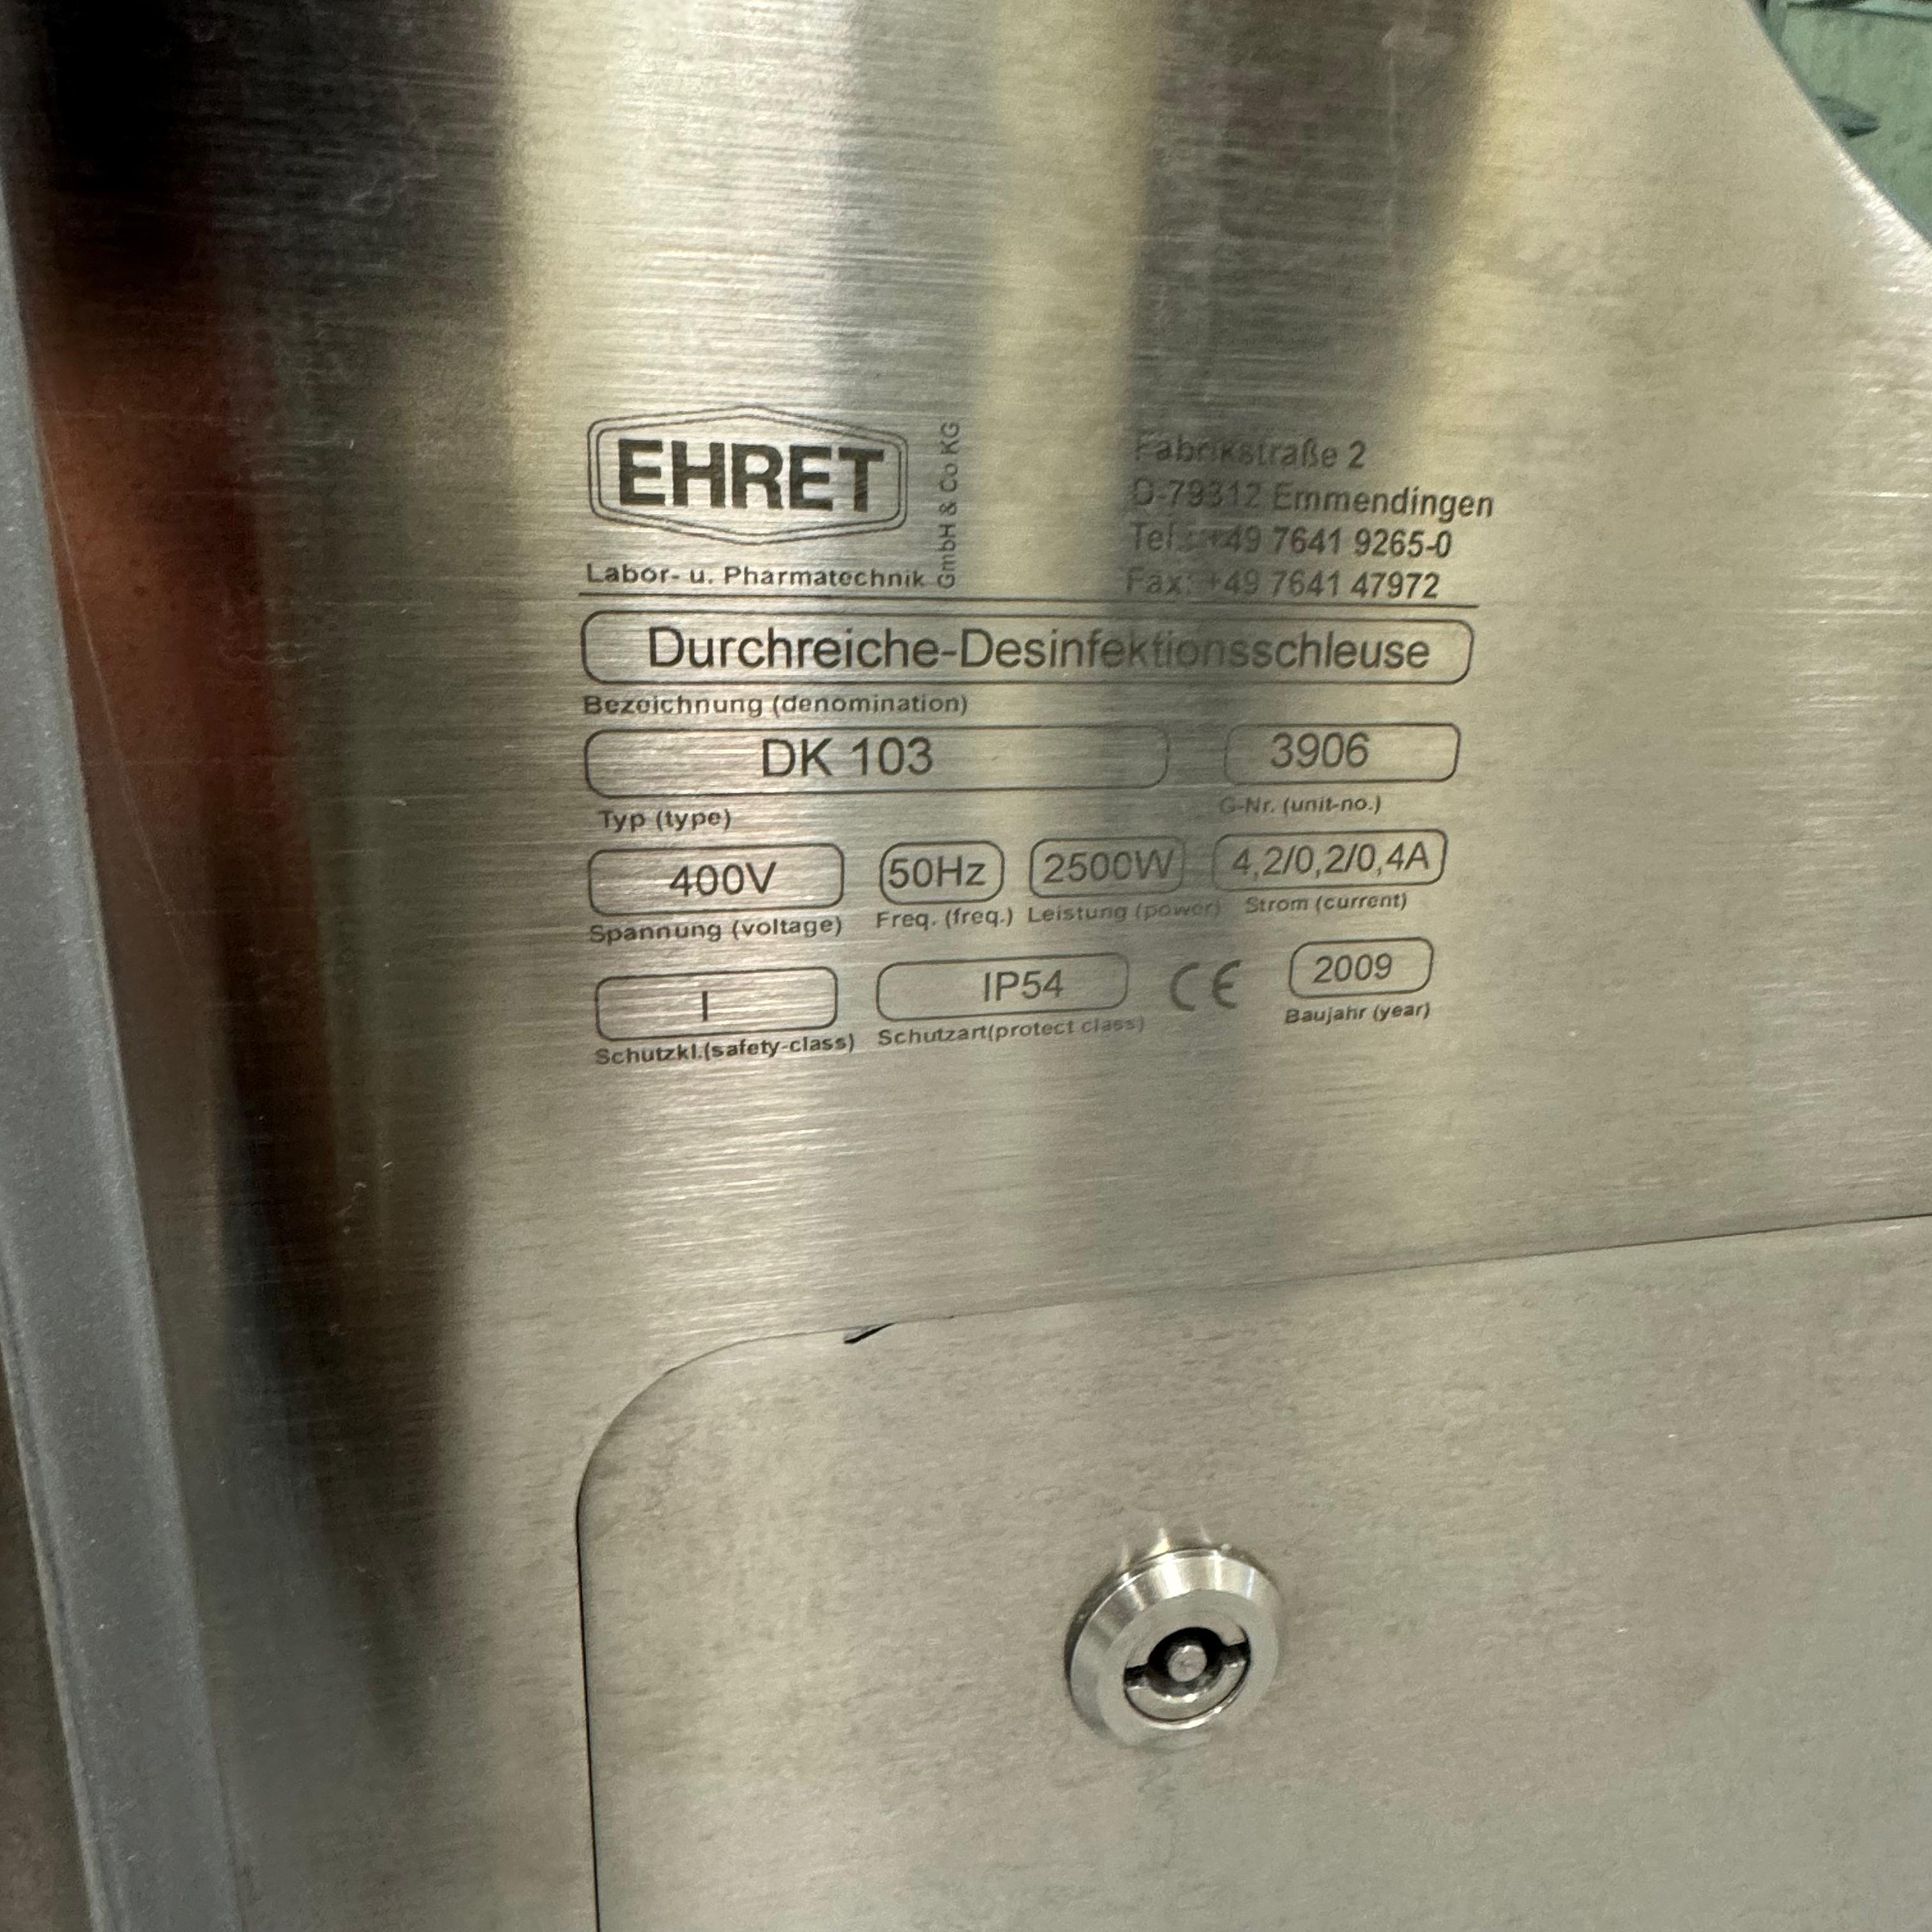 EHRET
GmbH & Co KG
Labor- u. Pharmatechnik
Fabrikstraße 2
D-79312 Emmendingen
Tel.: +49 7641 9265-0
Fax: +49 7641 47972
Durchreiche-Desinfektionsschleuse
Bezeichnung (denomination)
DK 103 3906
Typ (type) G-Nr. (unit-no.)
400V 50Hz 2500W 4,2/0,2/0,4A
Spannung (voltage) Freq. (freq.) Leistung (power) Strom (current)
I IP54 CE 2009
Schutzkl.(safety-class) Schutzart(protect class) Baujahr (year)